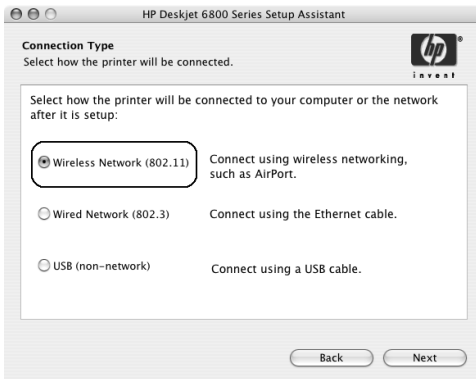 HP Deskjet 6800 Series Setup Assistant
Connection Type
Select how the printer will be connected.
hp
®
invent
Select how the printer will be connected to your computer or the network
after it is setup:
Wireless Network (802.11)
Connect using wireless networking,
such as AirPort.
Wired Network (802.3)
Connect using the Ethernet cable.
USB (non-network)
Connect using a USB cable.
Back
Next